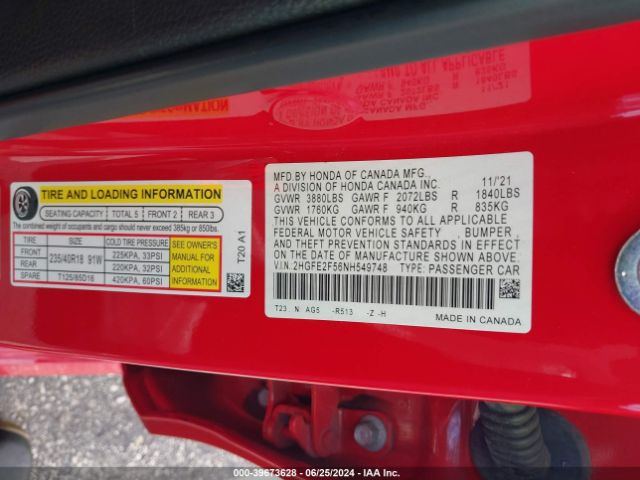 TIRE AND LOADING INFORMATION
SEATING CAPACITY TOTAL 5 FRONT 2 REAR 3
The combined weight of occupants and cargo should never exceed 385kg or 850lbs.
TIRE SIZE COLD TIRE PRESSURE
FRONT 235/40R18 91W 225KPA, 33PSI
REAR 220KPA, 32PSI
SPARE T125/85D16 420KPA, 60PSI
SEE OWNER'S
MANUAL FOR
ADDITIONAL
INFORMATION
T20 A1
MFD. BY HONDA OF CANADA MFG., 11/'21
A DIVISION OF HONDA CANADA INC.
GVWR 3880LBS GAWR F 2072LBS R 1840LBS
GVWR 1760KG GAWR F 940KG R 835KG
THIS VEHICLE CONFORMS TO ALL APPLICABLE
FEDERAL MOTOR VEHICLE SAFETY , BUMPER ,
AND THEFT PREVENTION STANDARDS IN EFFECT
ON THE DATE OF MANUFACTURE SHOWN ABOVE.
V.I.N. 2HGFE2F56NH549748 TYPE: PASSENGER CAR
T23 N AG5 -R513 -Z -H
MADE IN CANADA
00-39673628 - 06/25/2024 - IAA Inc.